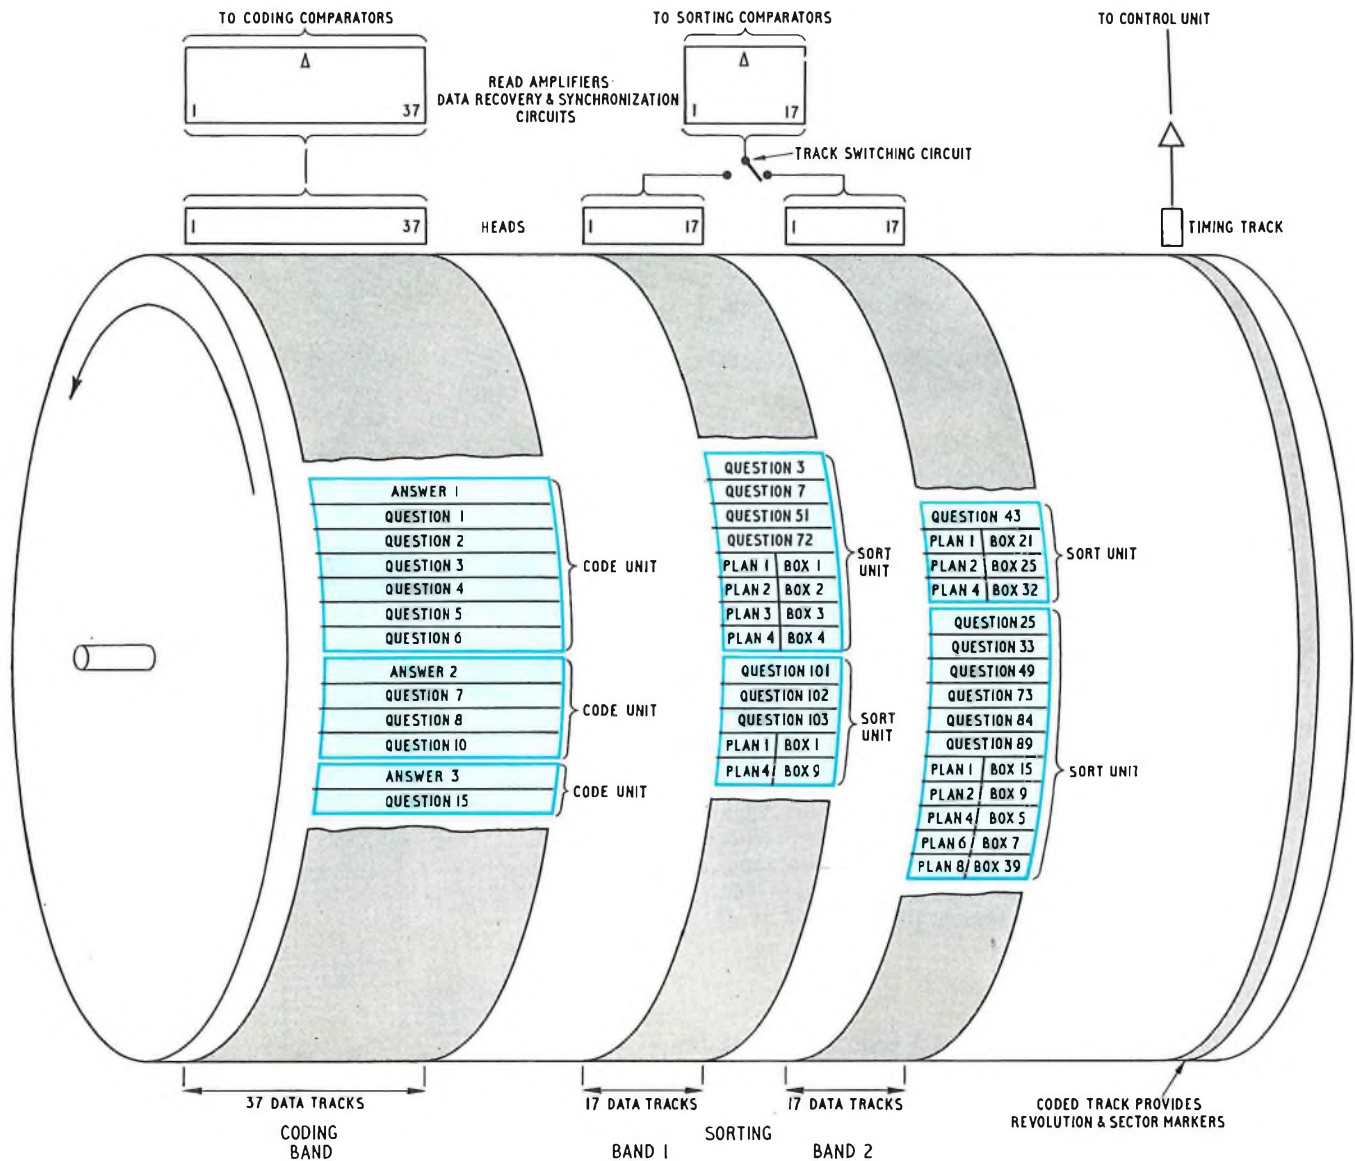 TO CODING COMPARATORS
TO SORTING COMPARATORS
TO CONTROL UNIT
1 37
READ AMPLIFIERS
DATA RECOVERY & SYNCHRONIZATION
CIRCUITS
1 17
TRACK SWITCHING CIRCUIT
1 37
HEADS
1 17
1 17
TIMING TRACK
ANSWER 1
QUESTION 1
QUESTION 2
QUESTION 3
QUESTION 4
QUESTION 5
QUESTION 6
CODE UNIT
ANSWER 2
QUESTION 7
QUESTION 8
QUESTION 10
CODE UNIT
ANSWER 3
QUESTION 15
CODE UNIT
QUESTION 3
QUESTION 7
QUESTION 51
QUESTION 72
PLAN 1 BOX 1
PLAN 2 BOX 2
PLAN 3 BOX 3
PLAN 4 BOX 4
SORT
UNIT
QUESTION 101
QUESTION 102
QUESTION 103
PLAN 1 BOX 1
PLAN 4 BOX 9
SORT
UNIT
QUESTION 43
PLAN 1 BOX 21
PLAN 2 BOX 25
PLAN 4 BOX 32
SORT UNIT
QUESTION 25
QUESTION 33
QUESTION 49
QUESTION 73
QUESTION 84
QUESTION 89
PLAN 1 BOX 15
PLAN 2 BOX 9
PLAN 4 BOX 5
PLAN 6 BOX 7
PLAN 8 BOX 39
SORT UNIT
37 DATA TRACKS
17 DATA TRACKS
17 DATA TRACKS
CODED TRACK PROVIDES
REVOLUTION & SECTOR MARKERS
CODING
BAND
SORTING
BAND 1
BAND 2